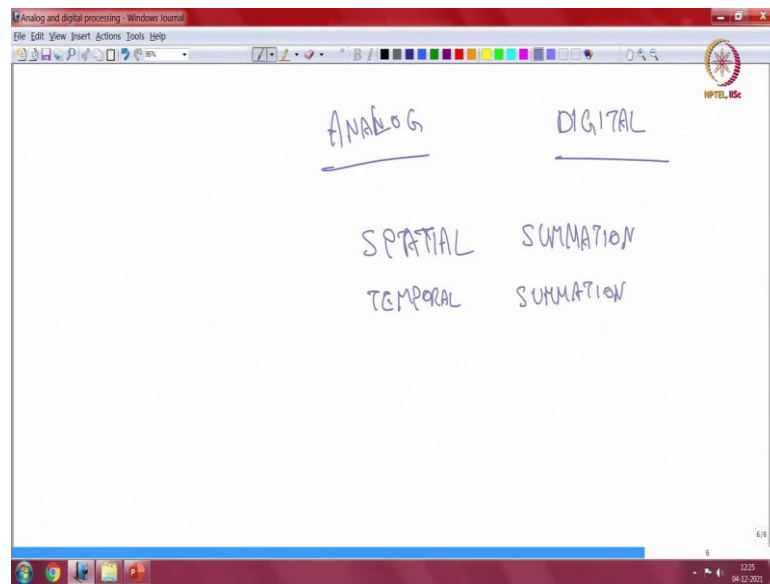 Analog and digital processing - Windows Journal
File Edit View Insert Actions Tools Help
95%
NPTEL, IISc
ANALOG DIGITAL
SPATIAL SUMMATION
TEMPORAL SUMMATION
6/6
6
12:25
04-12-2021